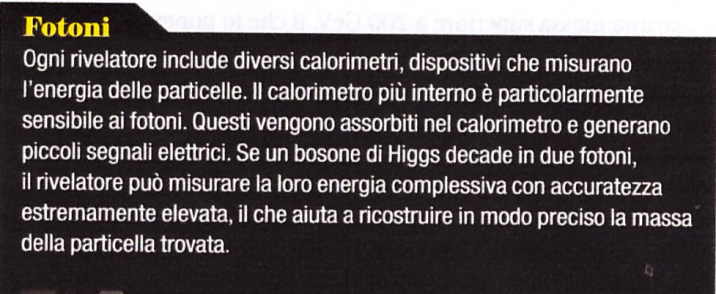 Fotoni
Ogni rivelatore include diversi calorimetri, dispositivi che misurano
l'energia delle particelle. Il calorimetro più interno è particolarmente
sensibile ai fotoni. Questi vengono assorbiti nel calorimetro e generano
piccoli segnali elettrici. Se un bosone di Higgs decade in due fotoni,
il rivelatore può misurare la loro energia complessiva con accuratezza
estremamente elevata, il che aiuta a ricostruire in modo preciso la massa
della particella trovata.